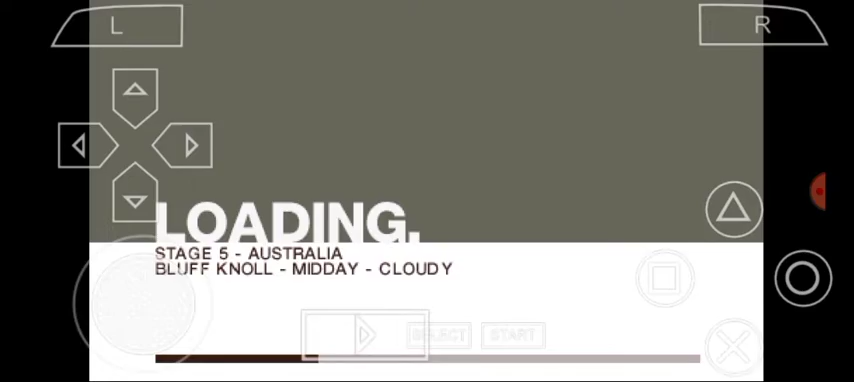 L
R
LOADING.
STAGE 5 - AUSTRALIA
BLUFF KNOLL - MIDDAY - CLOUDY
SELECT
START